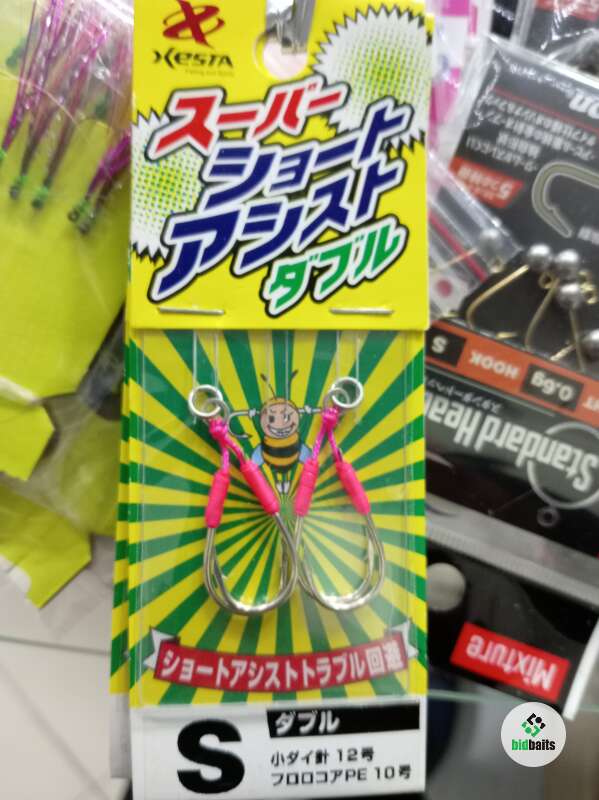 XESTA
スーパー
ショート
アシスト
ダブル
ショートアシストトラブル回避
S
ダブル
小ダイ針 12号
フロロコアPE 10号
S
HOOK
0.6g
Standard Head
Mixture
bidbaits